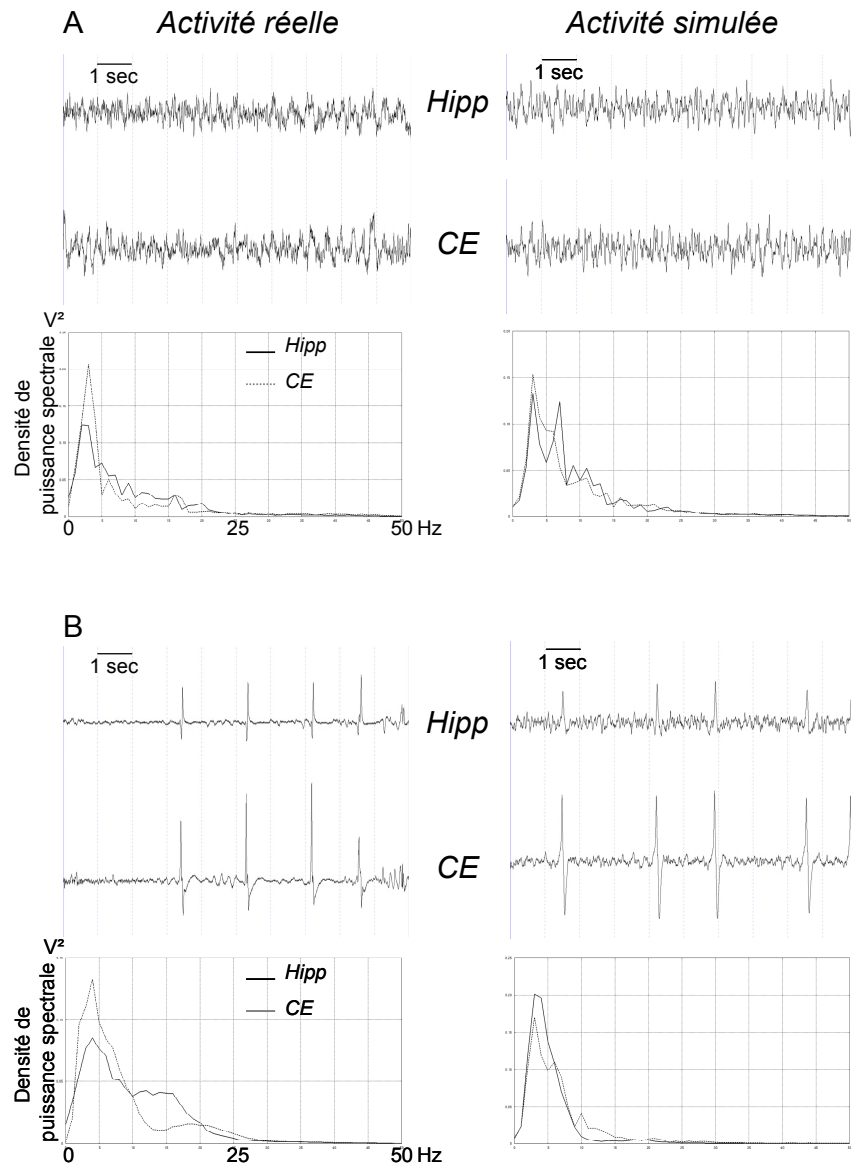 A
Activité réelle
Activité simulée
1 sec
1 sec
Hipp
CE
V²
Densité de
puissance spectrale
Hipp
CE
0
25
50 Hz
B
1 sec
1 sec
Hipp
CE
V²
Densité de
puissance spectrale
Hipp
CE
0
25
50 Hz